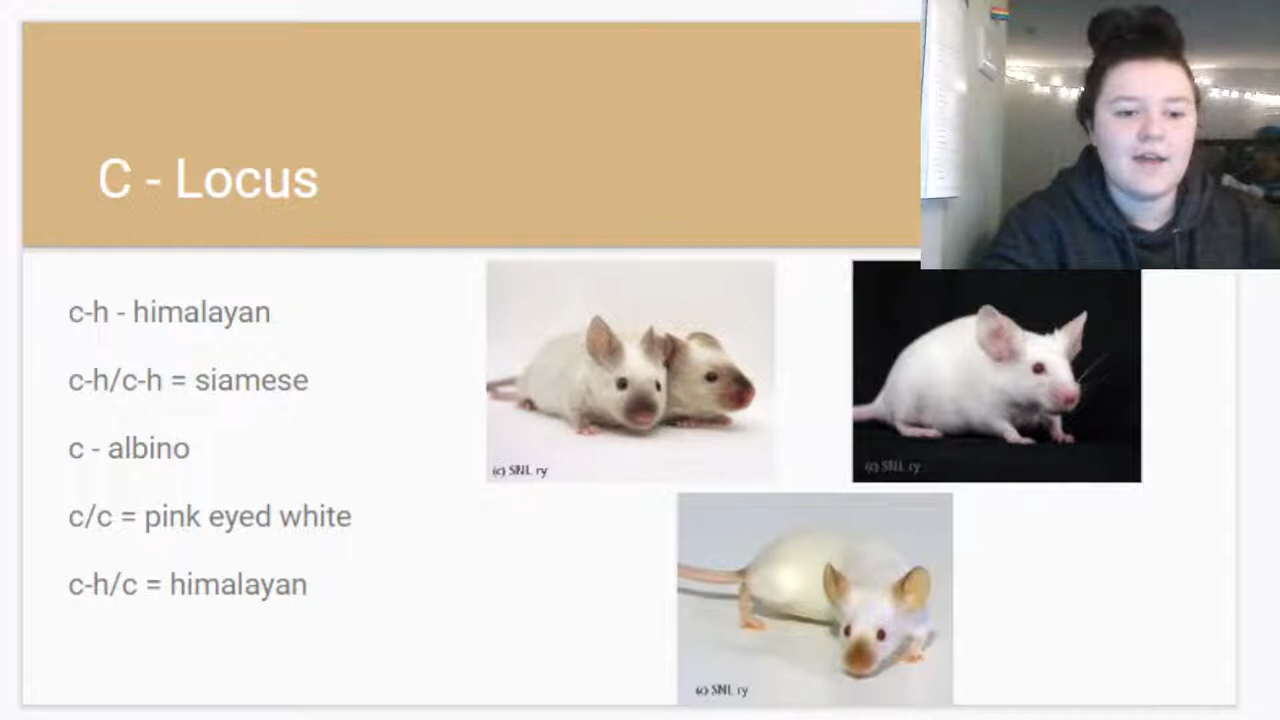 C - Locus
c-h - himalayan
c-h/c-h = siamese
c - albino
c/c = pink eyed white
c-h/c = himalayan
(c) SNL ry
(c) SNL ry
(c) SNL ry